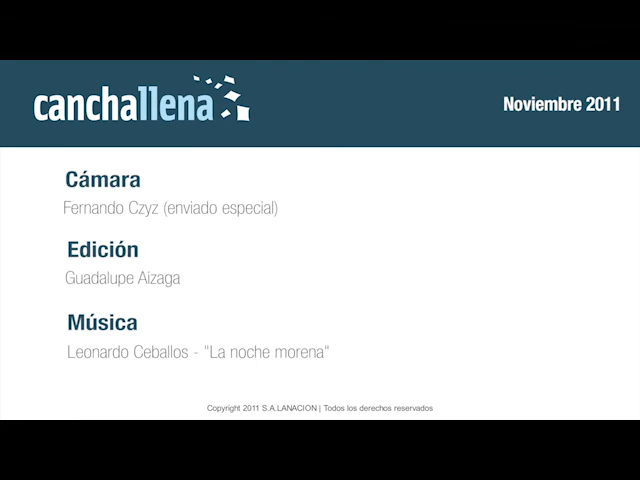 canchallena
Noviembre 2011
Cámara
Fernando Czyz (enviado especial)
Edición
Guadalupe Aizaga
Música
Leonardo Ceballos - "La noche morena"
Copyright 2011 S.A.LANACION | Todos los derechos reservados